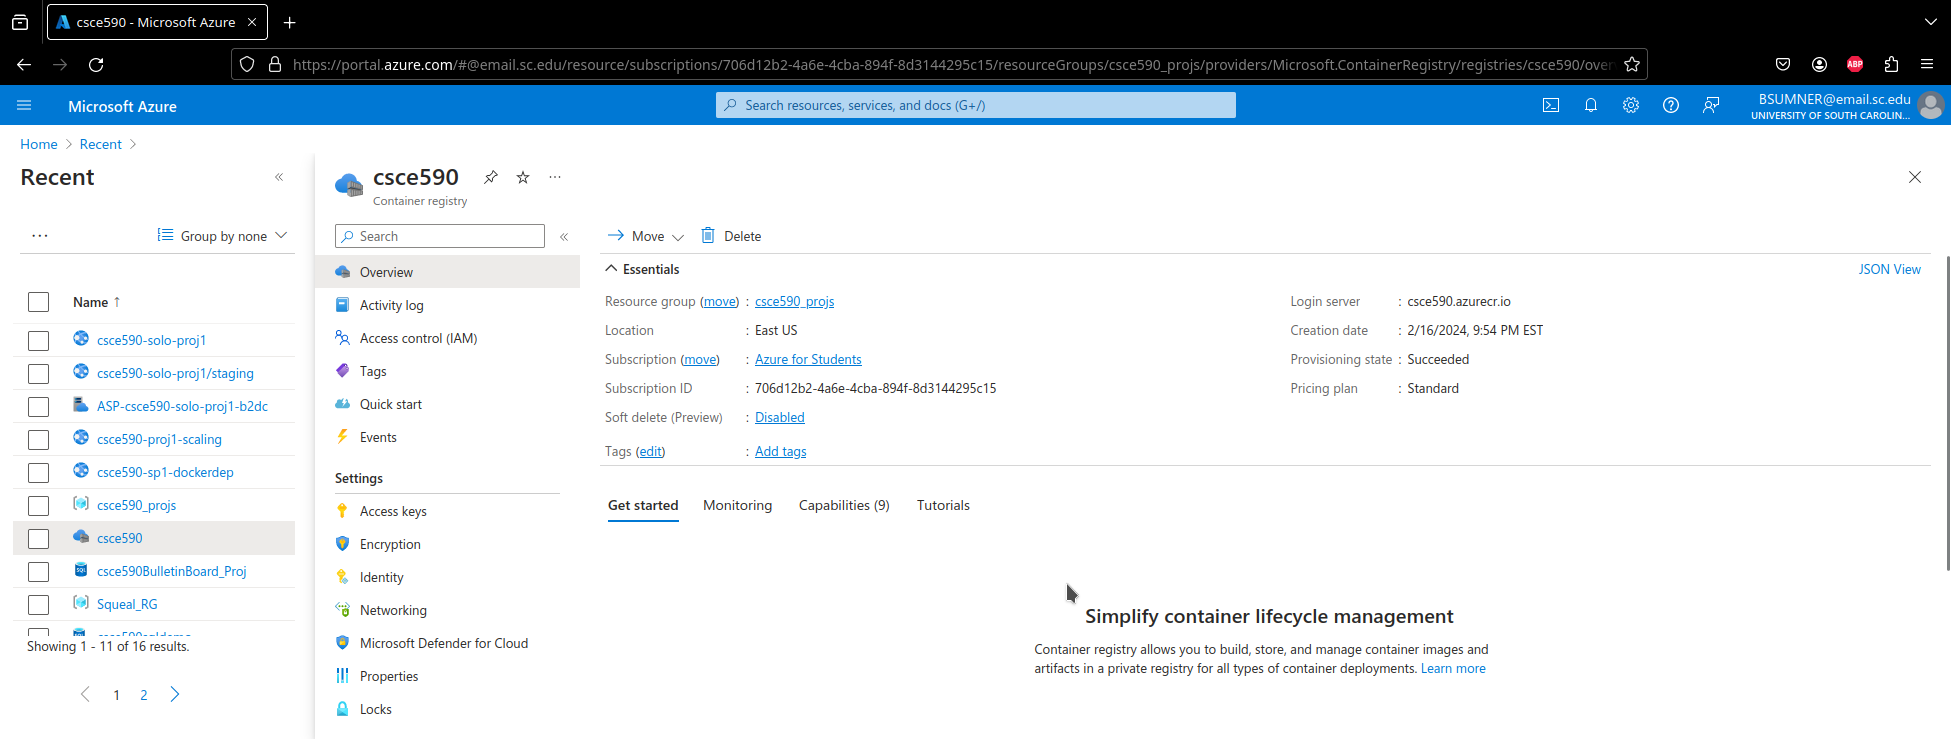 csce590 - Microsoft Azure
https://portal.azure.com/#@email.sc.edu/resource/subscriptions/706d12b2-4a6e-4cba-894f-8d3144295c15/resourceGroups/csce590_projs/providers/Microsoft.ContainerRegistry/registries/csce590/over
ABP
Microsoft Azure
Search resources, services, and docs (G+/)
BSUMNER@email.sc.edu
UNIVERSITY OF SOUTH CAROLIN...
Home > Recent >
Recent
Group by none
Name ↑
csce590-solo-proj1
csce590-solo-proj1/staging
ASP-csce590-solo-proj1-b2dc
csce590-proj1-scaling
csce590-sp1-dockerdep
csce590_projs
csce590
SQL
csce590BulletinBoard_Proj
Squeal_RG
Showing 1 - 11 of 16 results.
1 2
csce590
Container registry
Search
Overview
Activity log
Access control (IAM)
Tags
Quick start
Events
Settings
Access keys
Encryption
Identity
Networking
Microsoft Defender for Cloud
Properties
Locks
Move
Delete
Essentials
JSON View
Resource group (move) : csce590_projs
Location : East US
Subscription (move) : Azure for Students
Subscription ID : 706d12b2-4a6e-4cba-894f-8d3144295c15
Soft delete (Preview) : Disabled
Tags (edit) : Add tags
Login server : csce590.azurecr.io
Creation date : 2/16/2024, 9:54 PM EST
Provisioning state : Succeeded
Pricing plan : Standard
Get started Monitoring Capabilities (9) Tutorials
Simplify container lifecycle management
Container registry allows you to build, store, and manage container images and
artifacts in a private registry for all types of container deployments. Learn more